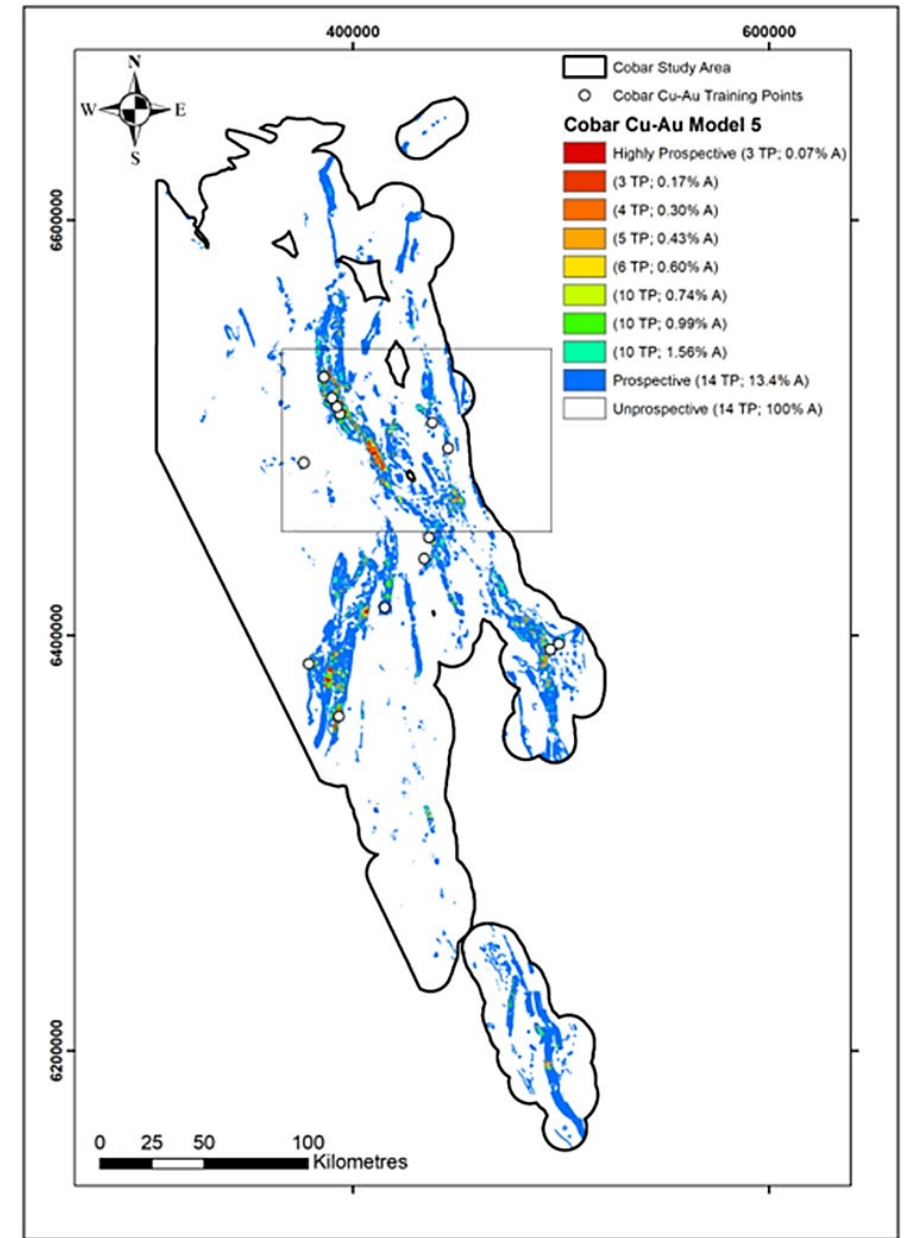 400000 600000
N
W E
S
Cobar Study Area
Cobar Cu-Au Training Points
Cobar Cu-Au Model 5
Highly Prospective (3 TP; 0.07% A)
(3 TP; 0.17% A)
(4 TP; 0.30% A)
(5 TP; 0.43% A)
(6 TP; 0.60% A)
(10 TP; 0.74% A)
(10 TP; 0.99% A)
(10 TP; 1.56% A)
Prospective (14 TP; 13.4% A)
Unprospective (14 TP; 100% A)
6600000
6400000
6200000
0 25 50 100
Kilometres